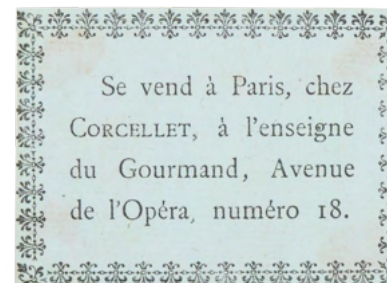 Se vend à Paris, chez
CORCELLET, à l'enseigne
du Gourmand, Avenue
de l'Opéra, numéro 18.